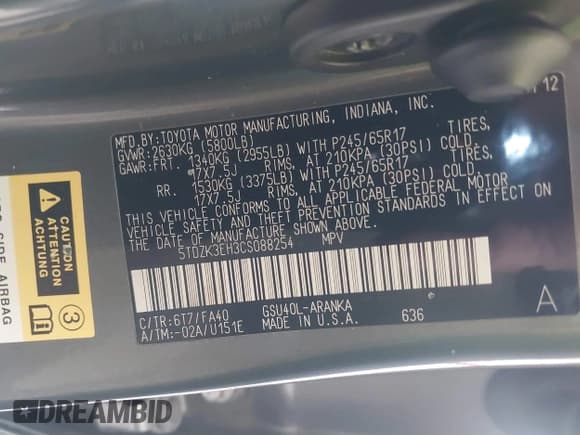 12
MFD.BY:TOYOTA MOTOR MANUFACTURING, INDIANA, INC.
GVWR:2630KG (5800LB)
GAWR:FRT. 1340KG (2955LB) WITH P245/65R17 TIRES,
17X7.5J RIMS, AT 210KPA (30PSI) COLD.
RR. 1530KG (3375LB) WITH P245/65R17 TIRES,
17X7.5J RIMS, AT 210KPA (30PSI) COLD.
THIS VEHICLE CONFORMS TO ALL APPLICABLE FEDERAL MOTOR
VEHICLE SAFETY AND THEFT PREVENTION STANDARDS IN EFFECT ON
THE DATE OF MANUFACTURE SHOWN ABOVE.
5TDZK3EH3CS088254 MPV
C/TR:6T7/FA40 GSU40L-ARANKA
A/TM:-02A/U151E MADE IN U.S.A. 636 A
CAUTION
ATTENTION
ACHTUNG
3
SIDE AIRBAG
DREAMBID